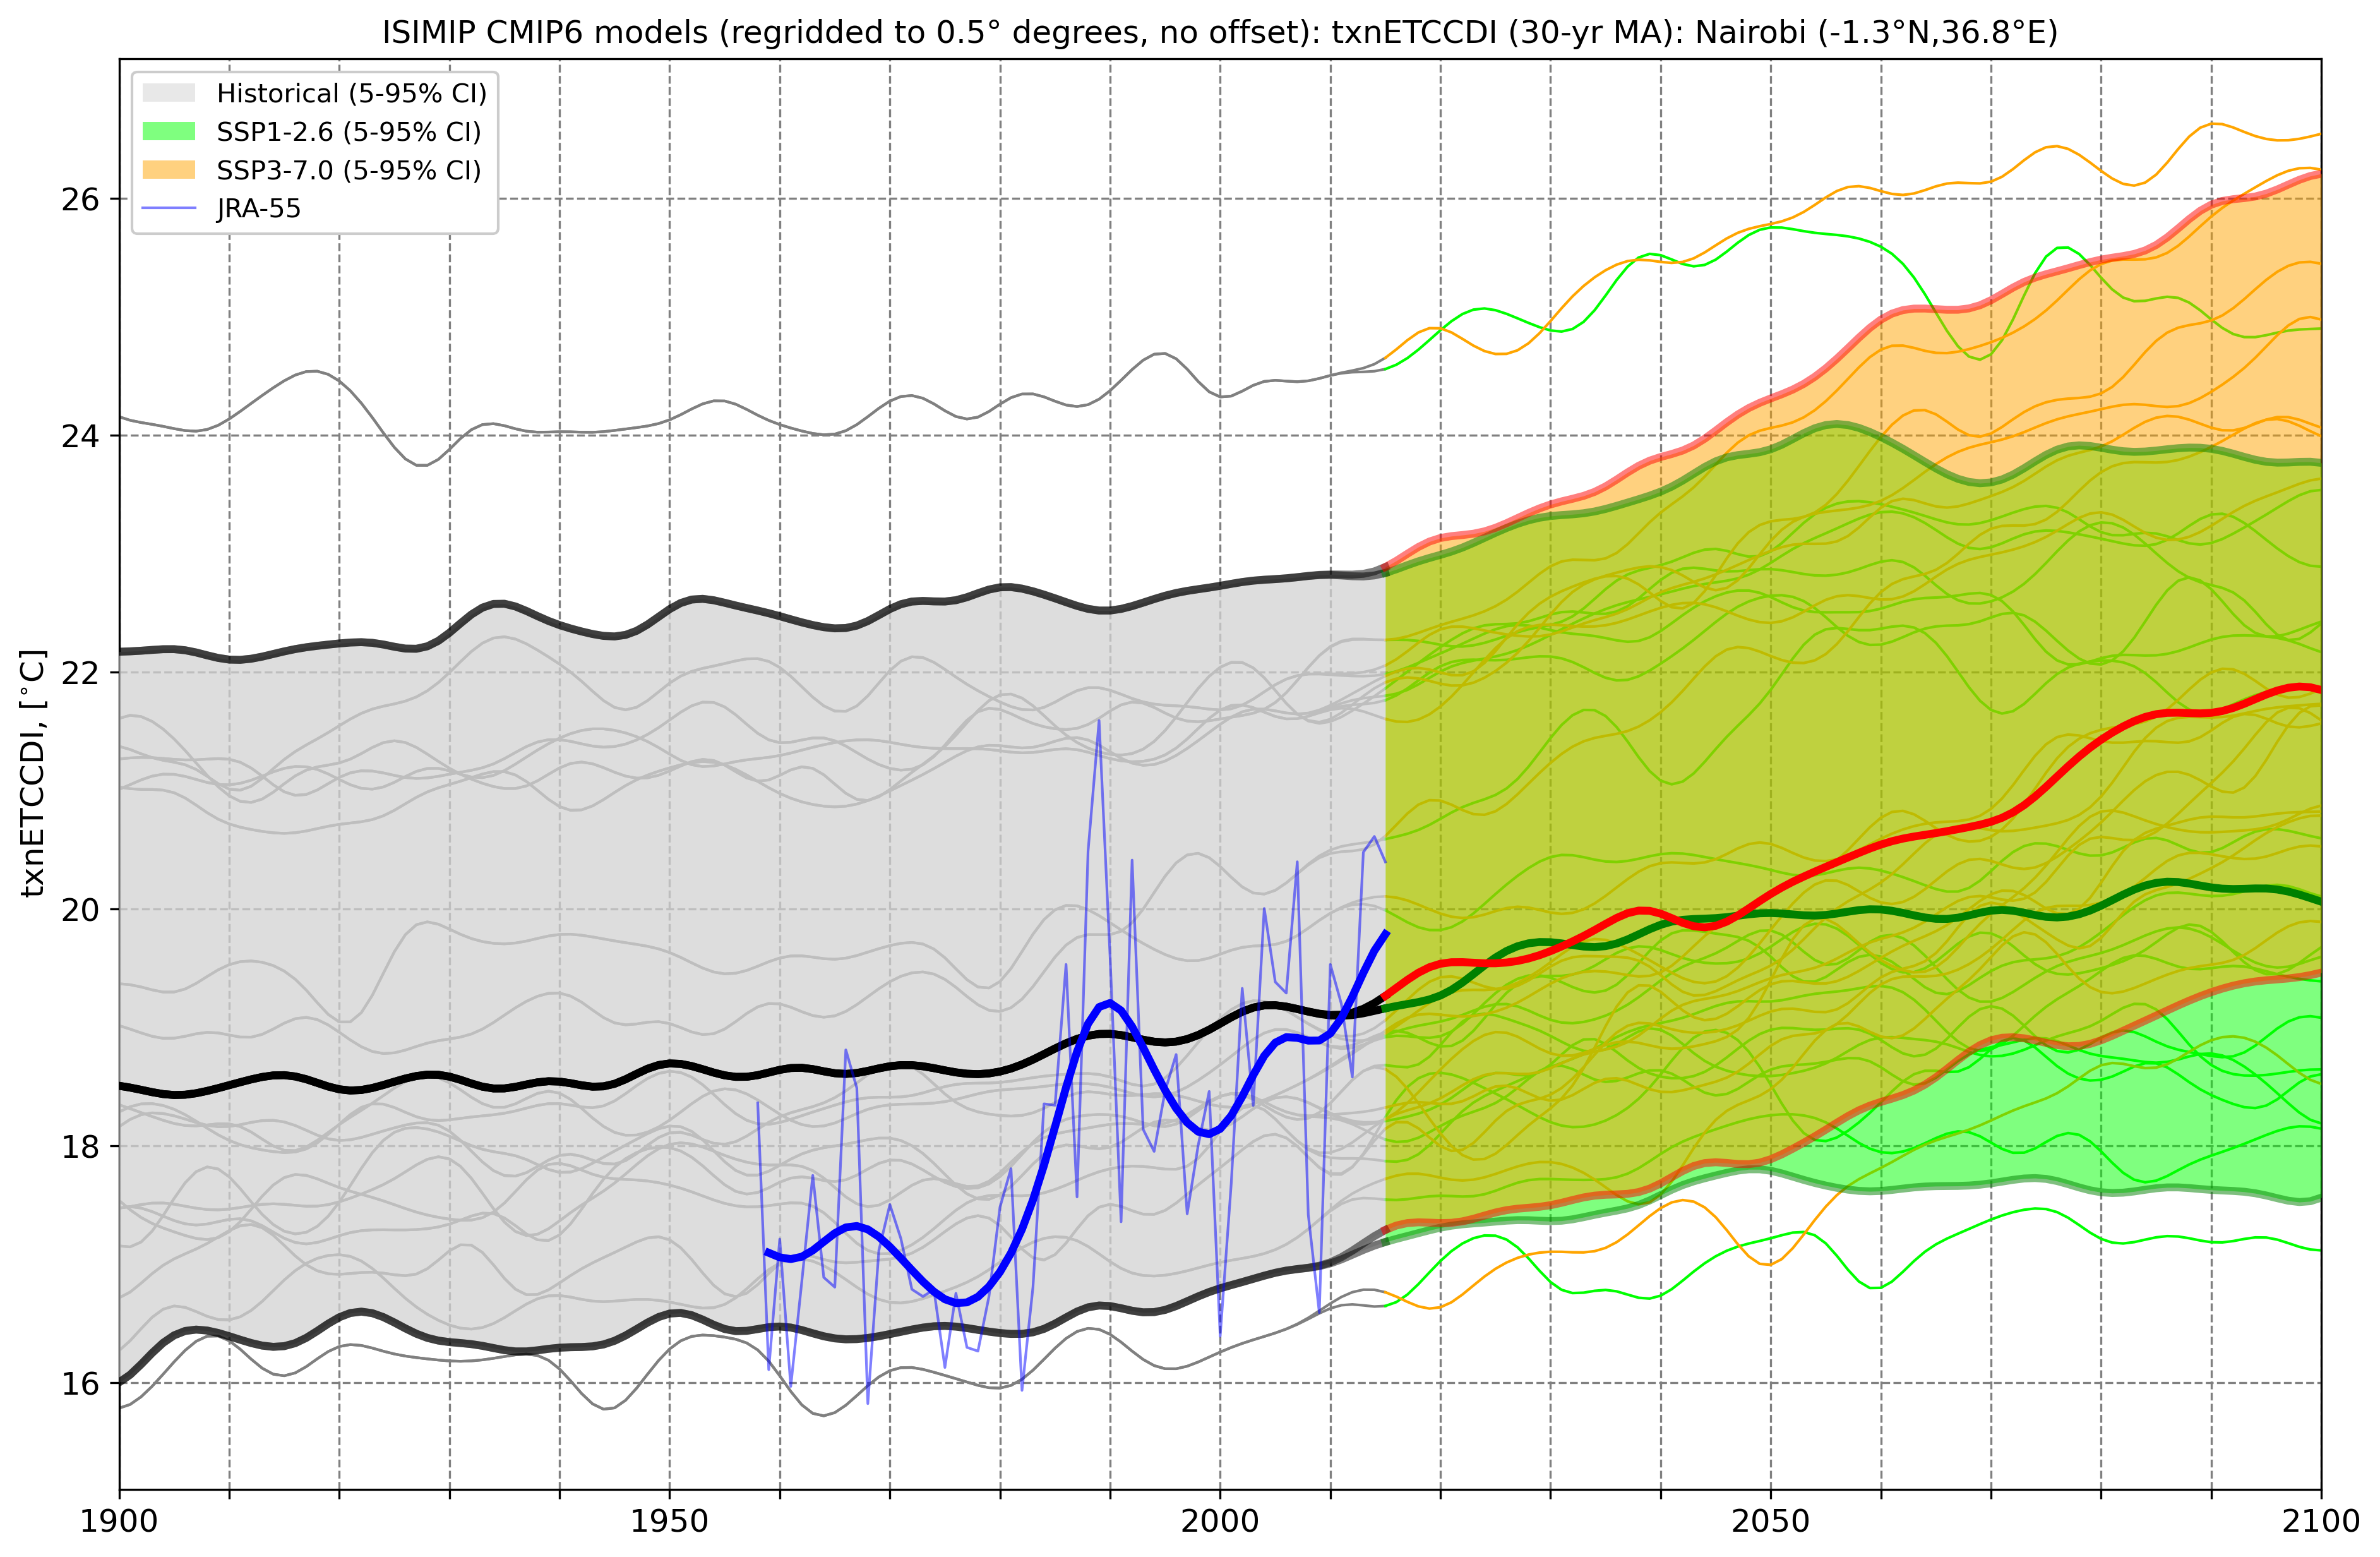 ISIMIP CMIP6 models (regridded to 0.5° degrees, no offset): txnETCCDI (30-yr MA): Nairobi (-1.3°N,36.8°E)
Historical (5-95% CI)
SSP1-2.6 (5-95% CI)
SSP3-7.0 (5-95% CI)
JRA-55
txnETCCDI, [°C]
26
24
22
20
18
16
1900
1950
2000
2050
2100